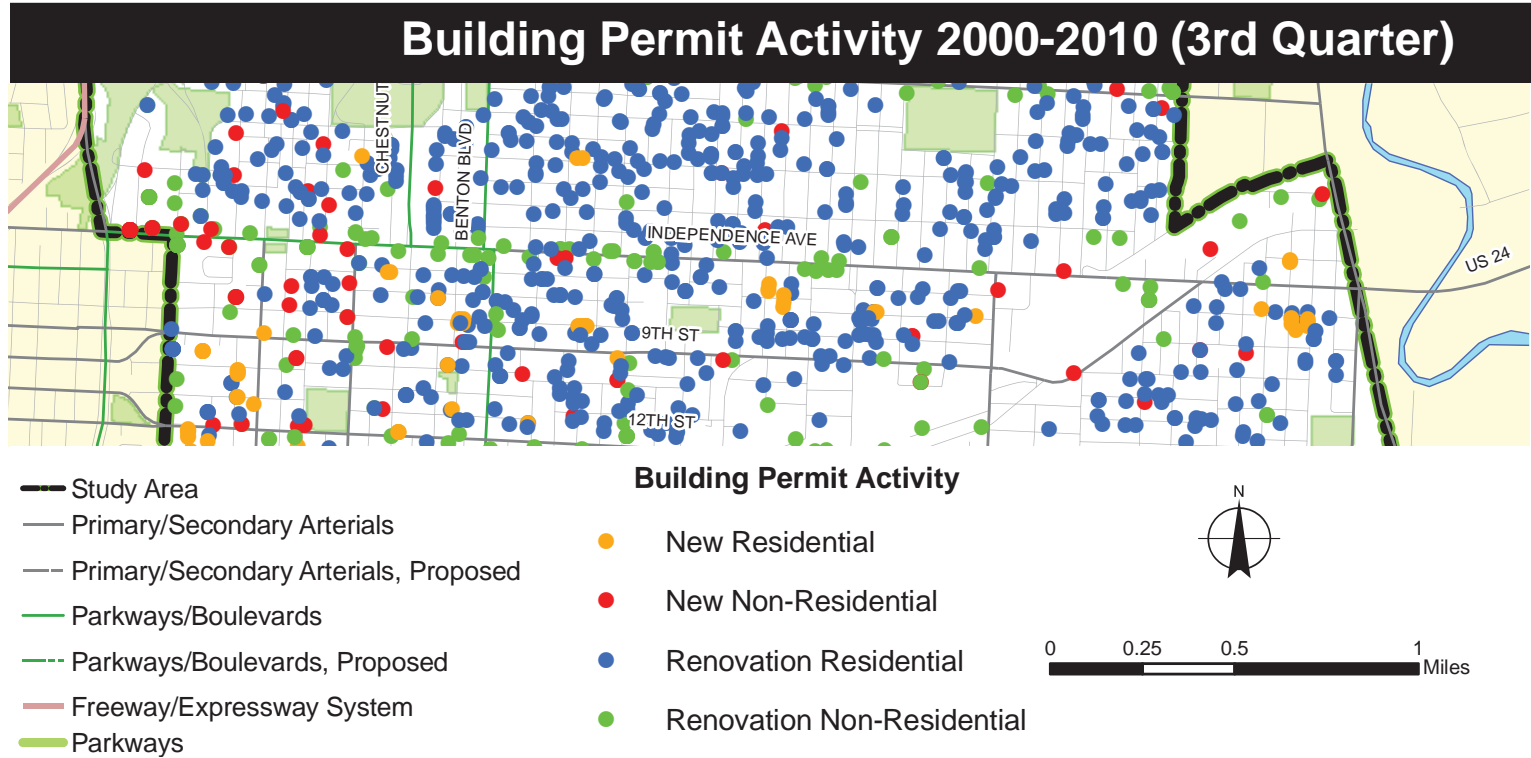 Building Permit Activity 2000-2010 (3rd Quarter)
CHESTNUT
BENTON BLVD
INDEPENDENCE AVE
US 24
9TH ST
12TH ST
Study Area
Primary/Secondary Arterials
Primary/Secondary Arterials, Proposed
Parkways/Boulevards
Parkways/Boulevards, Proposed
Freeway/Expressway System
Parkways
Building Permit Activity
New Residential
New Non-Residential
Renovation Residential
Renovation Non-Residential
N
0 0.25 0.5 1
Miles